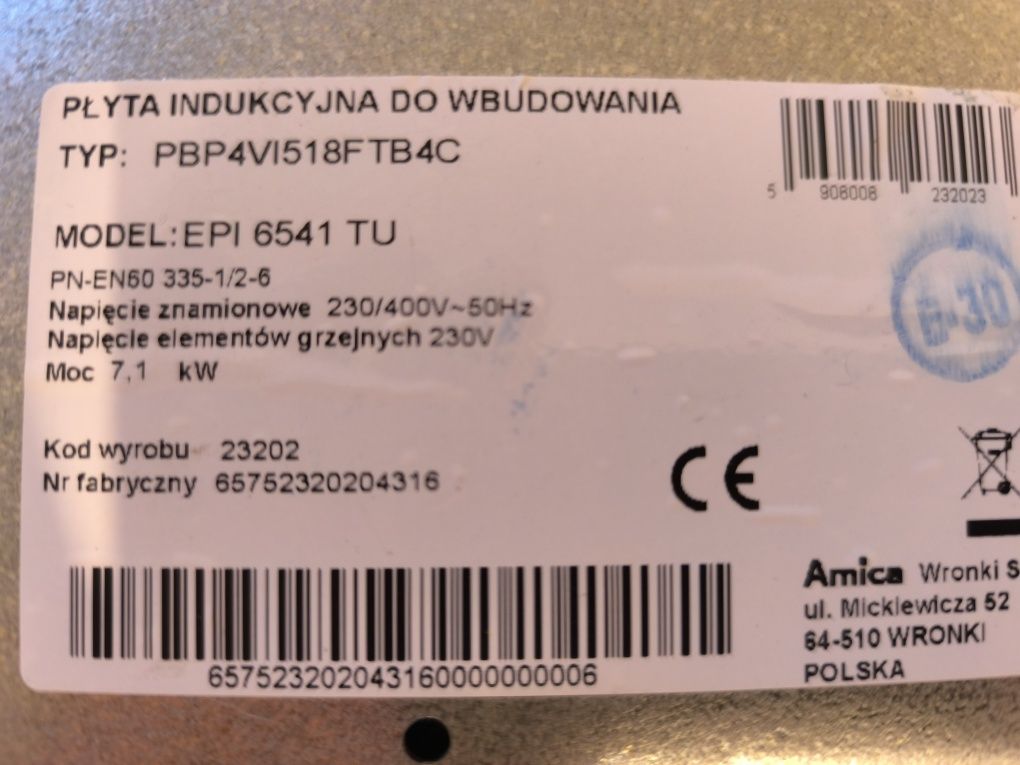 PŁYTA INDUKCYJNA DO WBUDOWANIA
TYP: PBP4VI518FTB4C
5 908006 232023
MODEL: EPI 6541 TU
PN-EN60 335-1/2-6
Napięcie znamionowe 230/400V~50Hz
Napięcie elementów grzejnych 230V
Moc 7,1 kW
Kod wyrobu 23202
Nr fabryczny 65752320204316
CE
Amica Wronki S
ul. Mickiewicza 52
64-510 WRONKI
POLSKA
657523202043160000000006